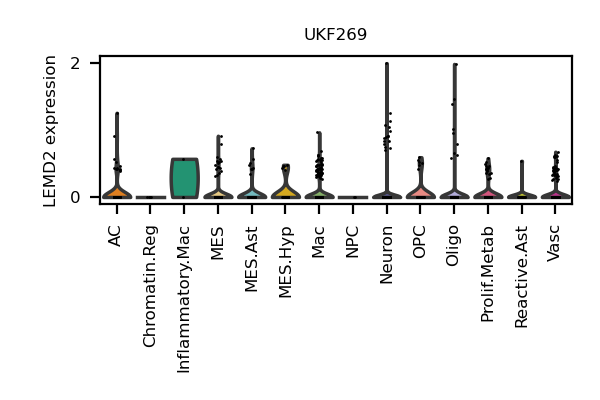 UKF269
LEMD2 expression
2
0
AC
Chromatin.Reg
Inflammatory.Mac
MES
MES.Ast
MES.Hyp
Mac
NPC
Neuron
OPC
Oligo
Prolif.Metab
Reactive.Ast
Vasc